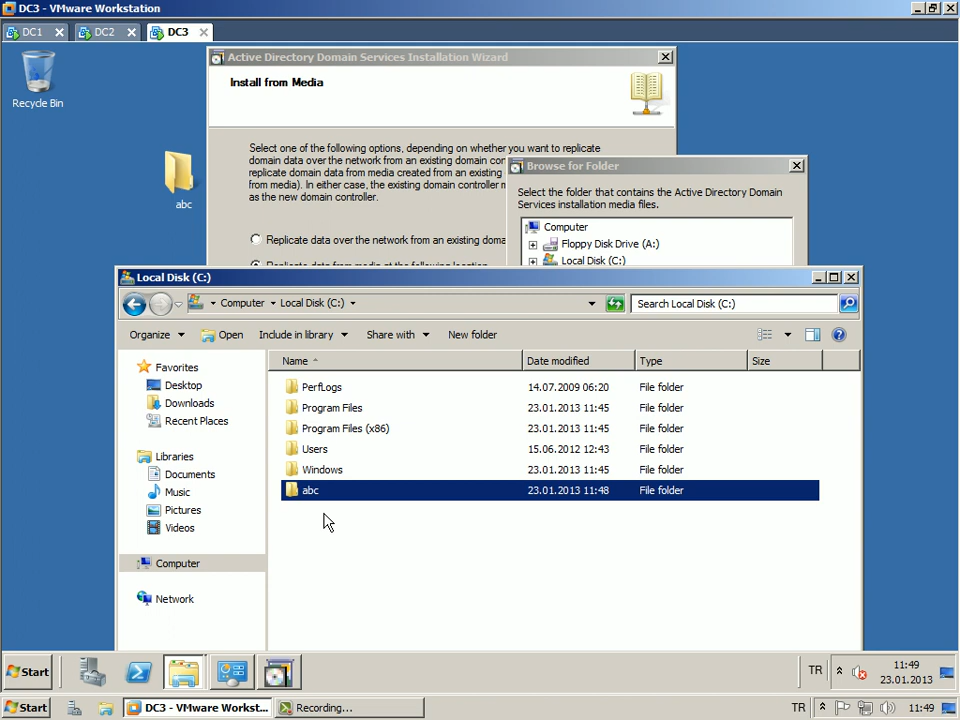 DC3 - VMware Workstation
DC1 DC2 DC3
Recycle Bin
abc
Active Directory Domain Services Installation Wizard
Install from Media
Select one of the following options, depending on whether you want to replicate
domain data over the network from an existing domain con
replicate domain data from media created from an existing
from media). In either case, the existing domain controller m
as the new domain controller.
Replicate data over the network from an existing doma
Replicate data from media at the following location
Browse for Folder
Select the folder that contains the Active Directory Domain
Services installation media files.
Computer
Floppy Disk Drive (A:)
Local Disk (C:)
Local Disk (C:)
Computer Local Disk (C:) Search Local Disk (C:)
Organize Open Include in library Share with New folder
Favorites
Desktop
Downloads
Recent Places
Libraries
Documents
Music
Pictures
Videos
Computer
Network
Name Date modified Type Size
PerfLogs 14.07.2009 06:20 File folder
Program Files 23.01.2013 11:45 File folder
Program Files (x86) 23.01.2013 11:45 File folder
Users 15.06.2012 12:43 File folder
Windows 23.01.2013 11:45 File folder
abc 23.01.2013 11:48 File folder
Start TR 11:49
23.01.2013
Start DC3 - VMware Workst... Recording... TR 11:49